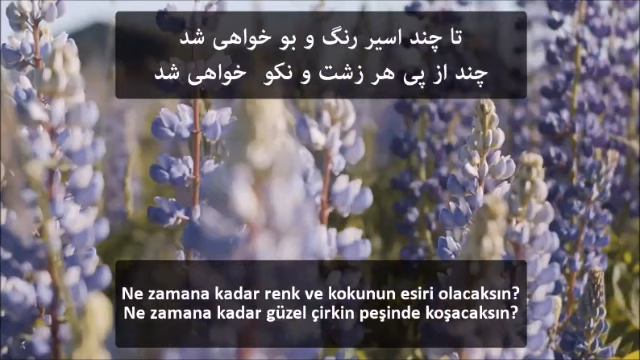 تا چند اسیر رنگ و بو خواهی شد
چند از پی هر زشت و نکو خواهی شد
Ne zamana kadar renk ve kokunun esiri olacaksın?
Ne zamana kadar güzel çirkin peşinde koşacaksın?